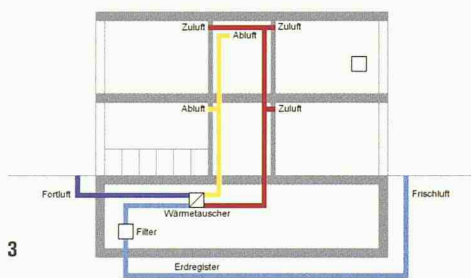 Zuluft
Abluft
Zuluft
Abluft
Zuluft
Fortluft
Frischluft
Wärmetauscher
Filter
3
Erdregister